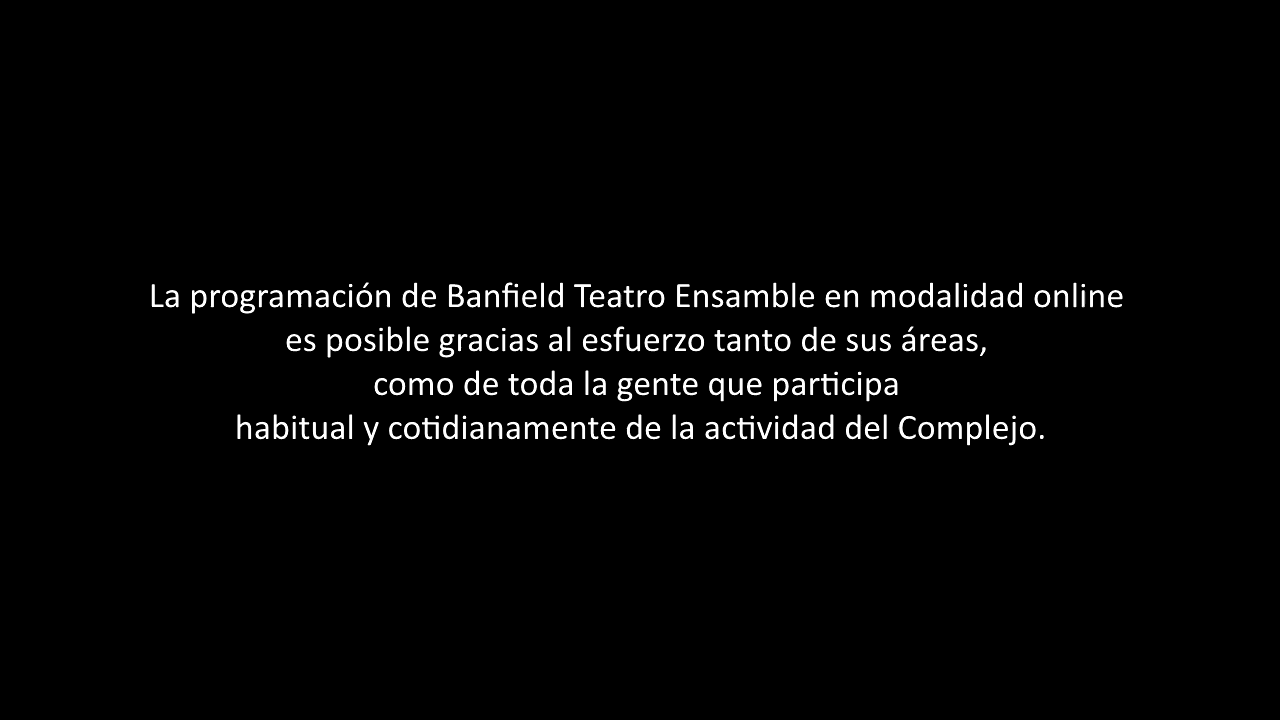 La programación de Banfield Teatro Ensamble en modalidad online
es posible gracias al esfuerzo tanto de sus áreas,
como de toda la gente que participa
habitual y cotidianamente de la actividad del Complejo.